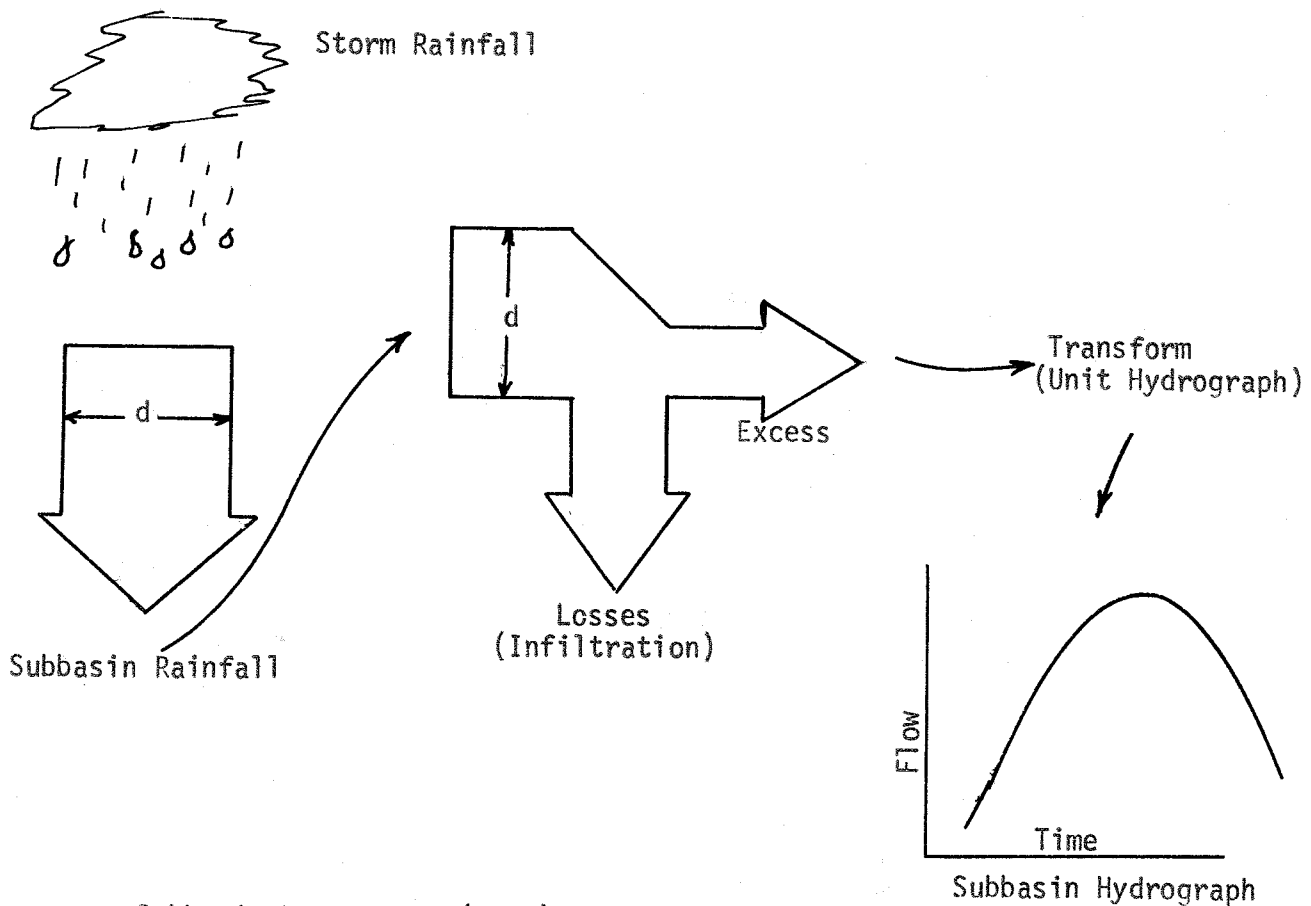 Storm Rainfall
d
Subbasin Rainfall
d
Excess
Losses
(Infiltration)
Transform
(Unit Hydrograph)
Flow
Time
Subbasin Hydrograph